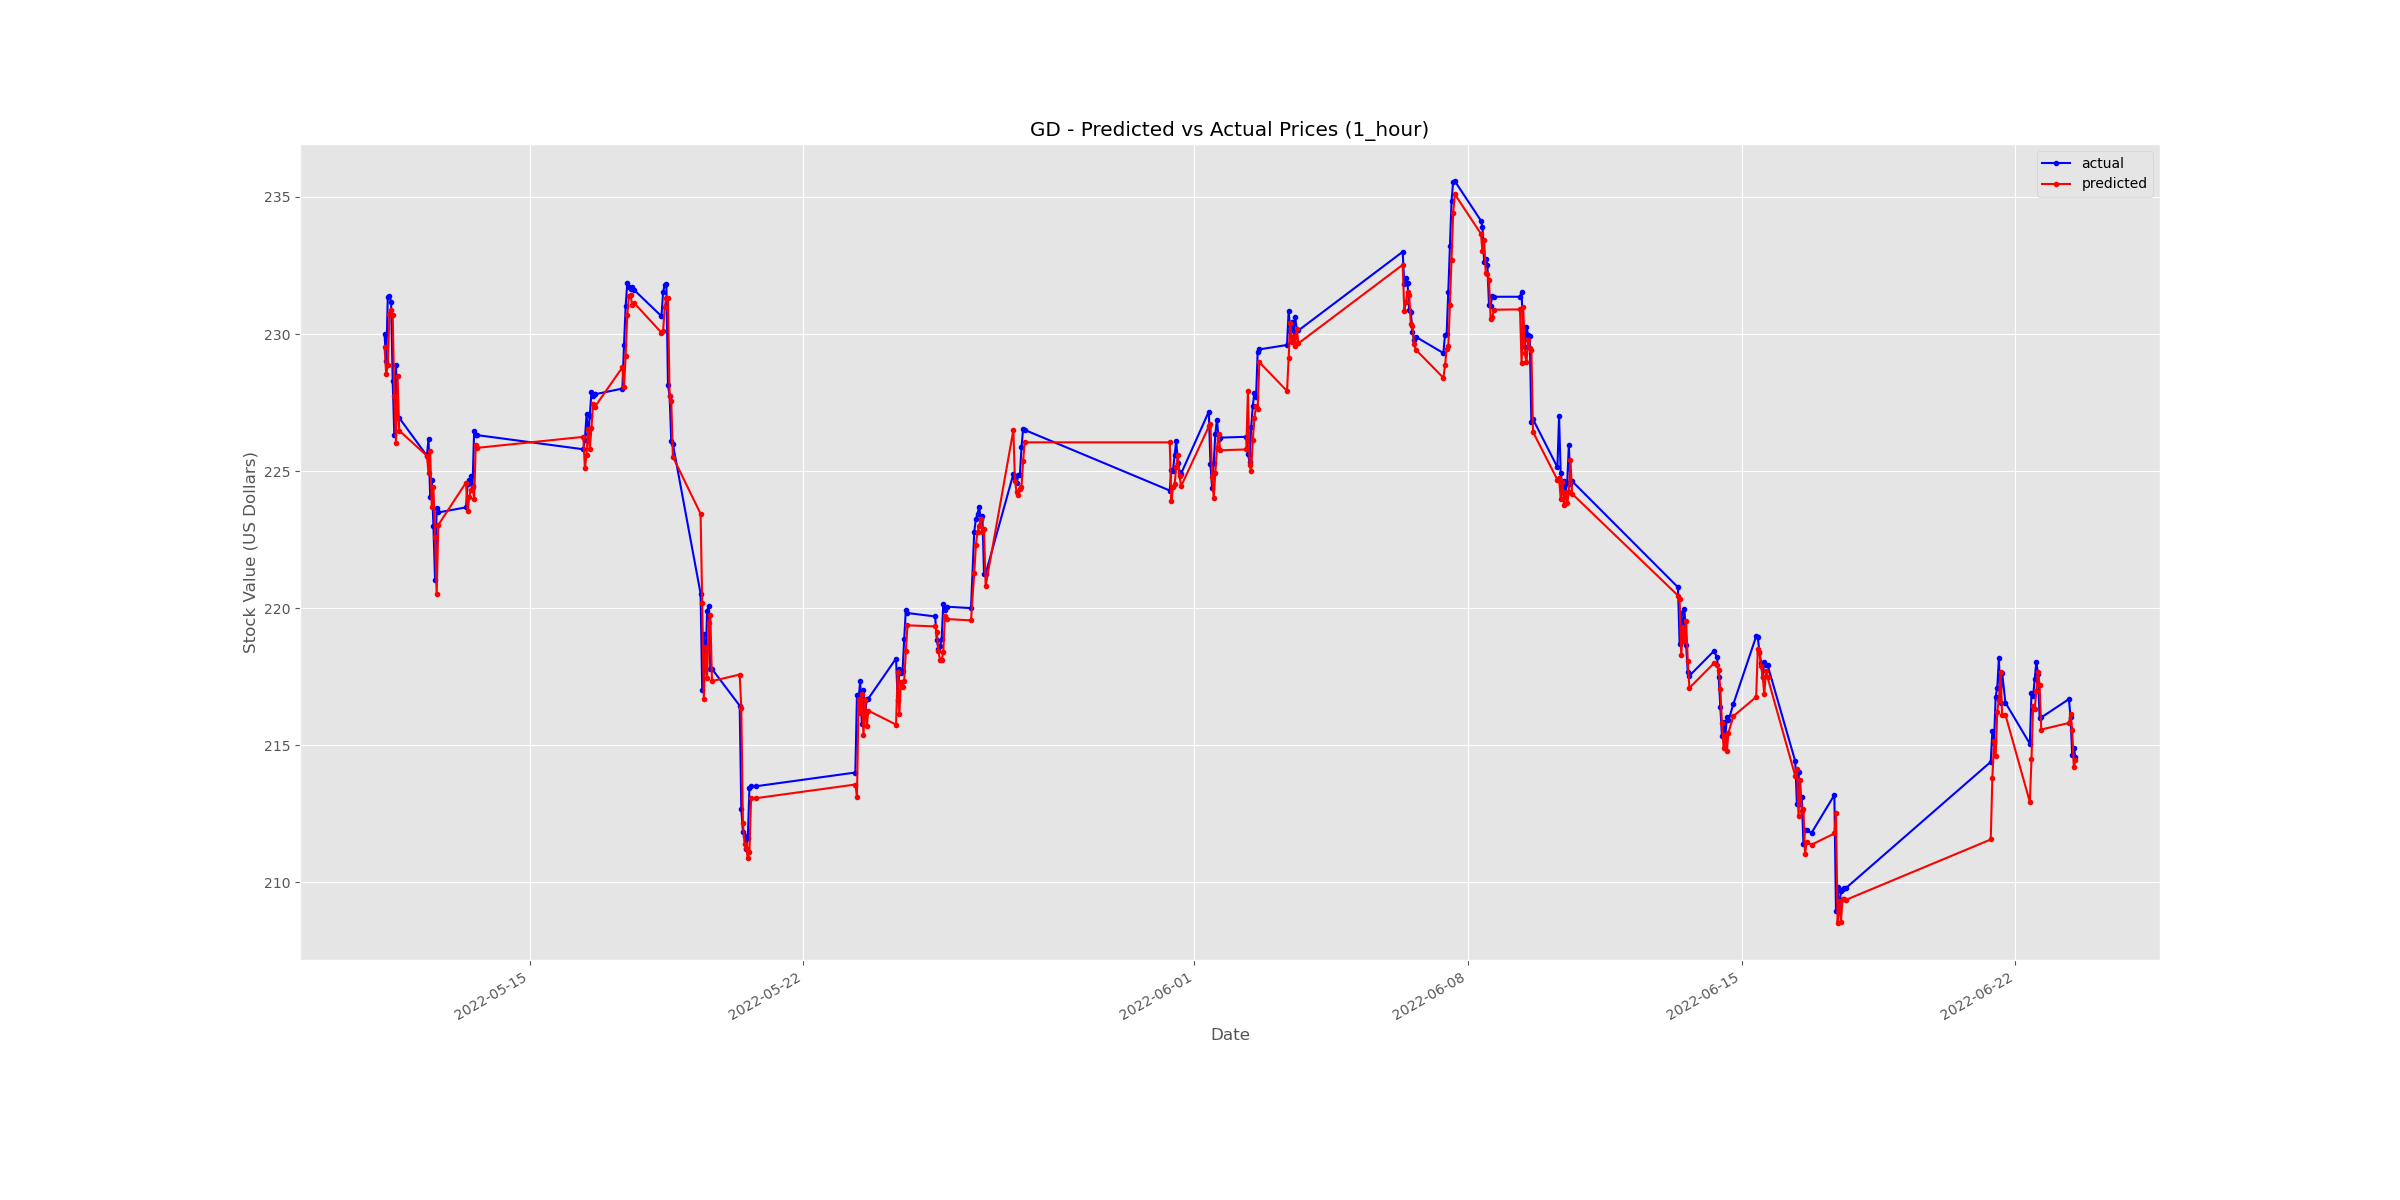 GD - Predicted vs Actual Prices (1_hour)
actual
predicted
235
230
225
220
215
210
Stock Value (US Dollars)
2022-05-15
2022-05-22
2022-06-01
2022-06-08
2022-06-15
2022-06-22
Date